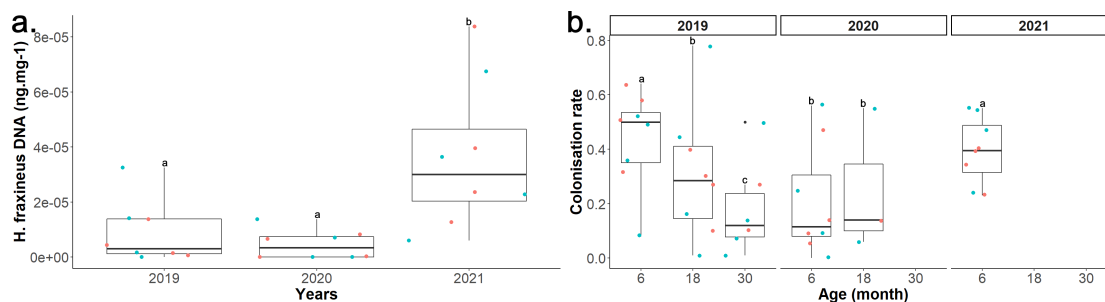 a.
H. fraxineus DNA (ng.mg-1)
8e-05
6e-05
4e-05
2e-05
0e+00
a
a
b
2019
2020
2021
Years
b.
Colonisation rate
0.8
0.6
0.4
0.2
0.0
2019
2020
2021
a
b
c
b
b
a
6
18
30
6
18
30
6
18
30
Age (month)